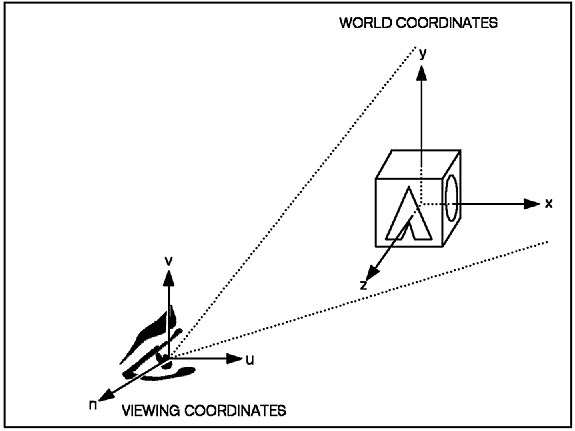 WORLD COORDINATES
y
x
z
v
u
n
VIEWING COORDINATES